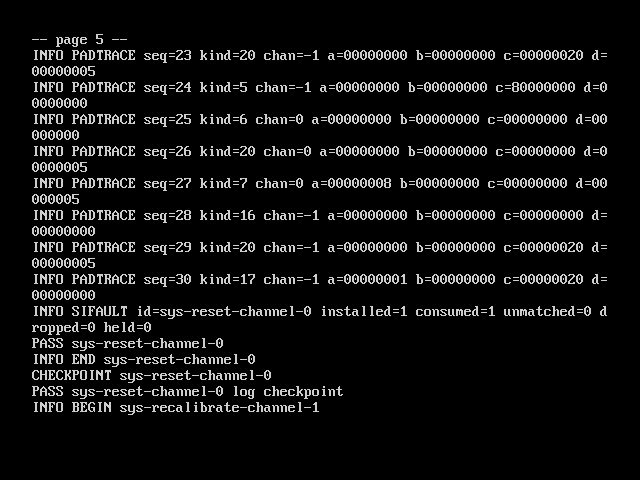 -- page 5 --
INFO PADTRACE seq=23 kind=20 chan=-1 a=00000000 b=00000000 c=00000020 d=
00000005
INFO PADTRACE seq=24 kind=5 chan=-1 a=00000000 b=00000000 c=80000000 d=0
0000000
INFO PADTRACE seq=25 kind=6 chan=0 a=00000000 b=00000000 c=00000000 d=00
000000
INFO PADTRACE seq=26 kind=20 chan=0 a=00000000 b=00000000 c=00000000 d=0
0000005
INFO PADTRACE seq=27 kind=7 chan=0 a=00000008 b=00000000 c=00000000 d=00
000005
INFO PADTRACE seq=28 kind=16 chan=-1 a=00000000 b=00000000 c=00000000 d=
00000000
INFO PADTRACE seq=29 kind=20 chan=-1 a=00000000 b=00000000 c=00000020 d=
00000005
INFO PADTRACE seq=30 kind=17 chan=-1 a=00000001 b=00000000 c=00000020 d=
00000000
INFO SIFAULT id=sys-reset-channel-0 installed=1 consumed=1 unmatched=0 d
ropped=0 held=0
PASS sys-reset-channel-0
INFO END sys-reset-channel-0
CHECKPOINT sys-reset-channel-0
PASS sys-reset-channel-0 log checkpoint
INFO BEGIN sys-recalibrate-channel-1